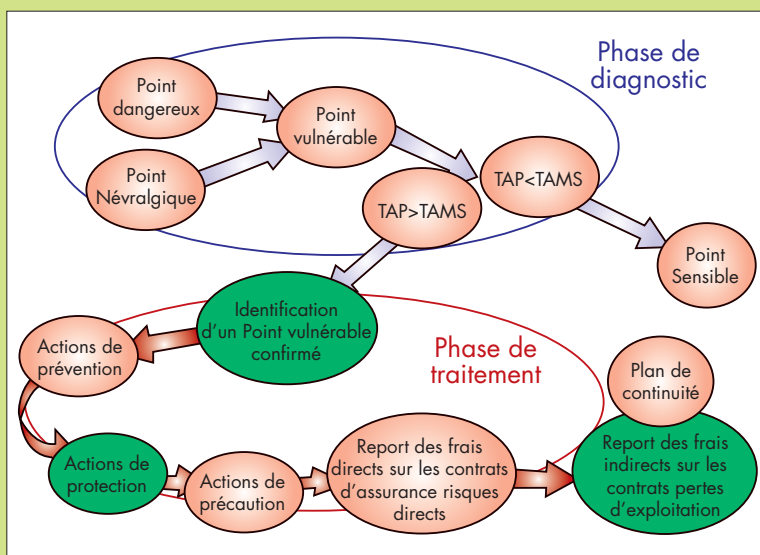 Phase de
diagnostic
Point
dangereux
Point
vulnérable
Point
Névralgique
TAP>TAMS
TAP<TAMS
Point
Sensible
Identification
d'un Point vulnérable
confirmé
Phase de
traitement
Actions de
prévention
Actions de
protection
Actions de
précaution
Report des frais
directs sur les contrats
d'assurance risques
directs
Plan de
continuité
Report des frais
indirects sur les
contrats pertes
d'exploitation